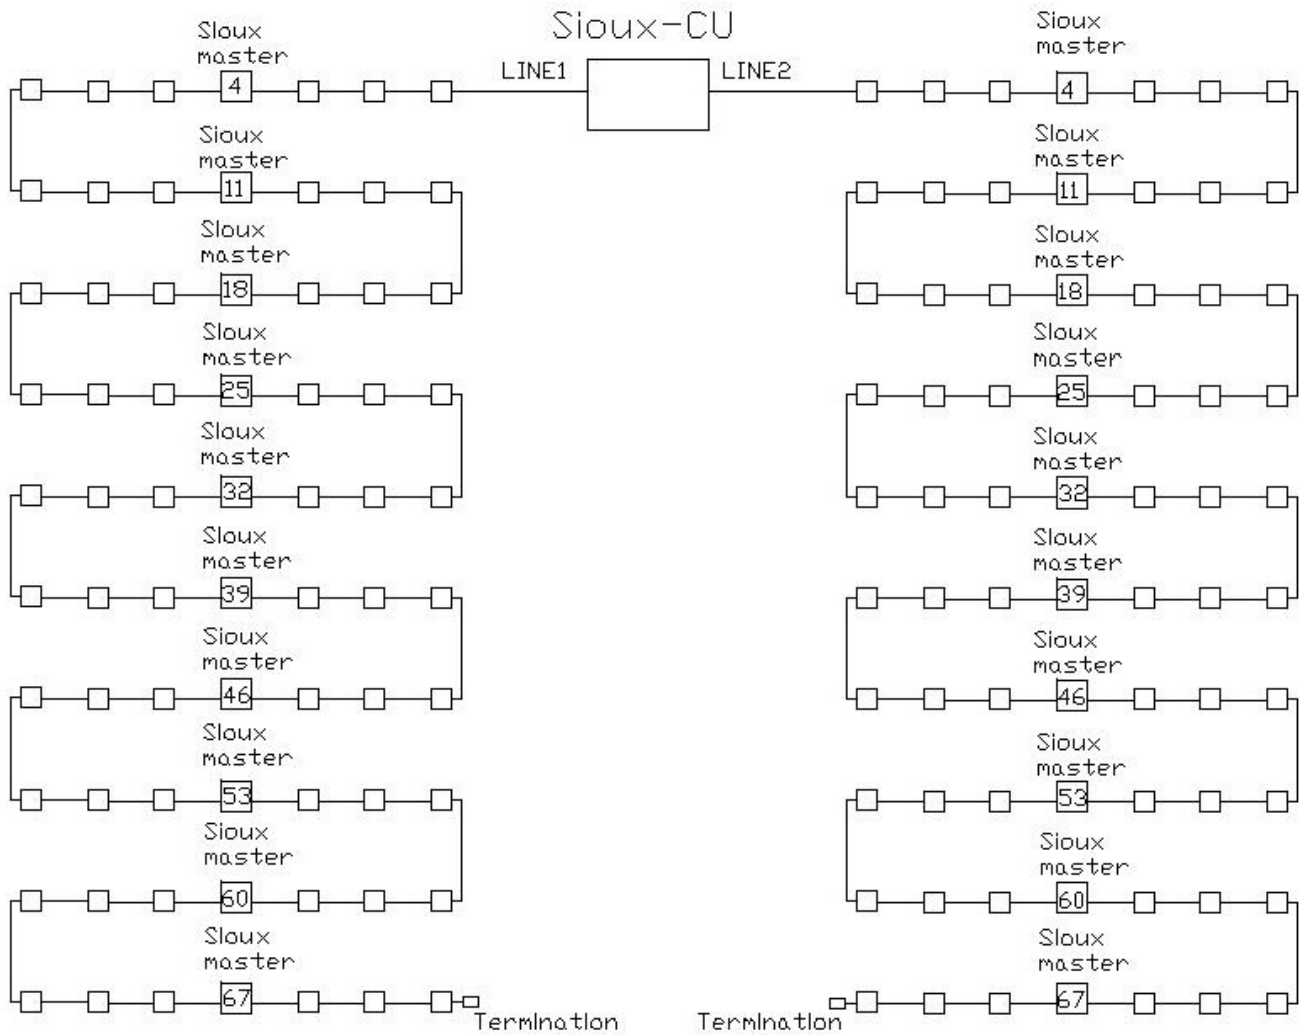 Sioux-CU
LINE1
LINE2
Sioux
master
4
Sioux
master
11
Sioux
master
18
Sioux
master
25
Sioux
master
32
Sioux
master
39
Sioux
master
46
Sioux
master
53
Sioux
master
60
Sioux
master
67
Termination
Sioux
master
4
Sioux
master
11
Sioux
master
18
Sioux
master
25
Sioux
master
32
Sioux
master
39
Sioux
master
46
Sioux
master
53
Sioux
master
60
Sioux
master
67
Termination